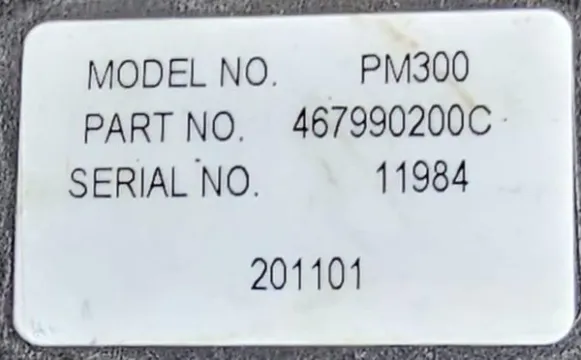 MODEL NO. PM300
PART NO. 467990200C
SERIAL NO. 11984
201101